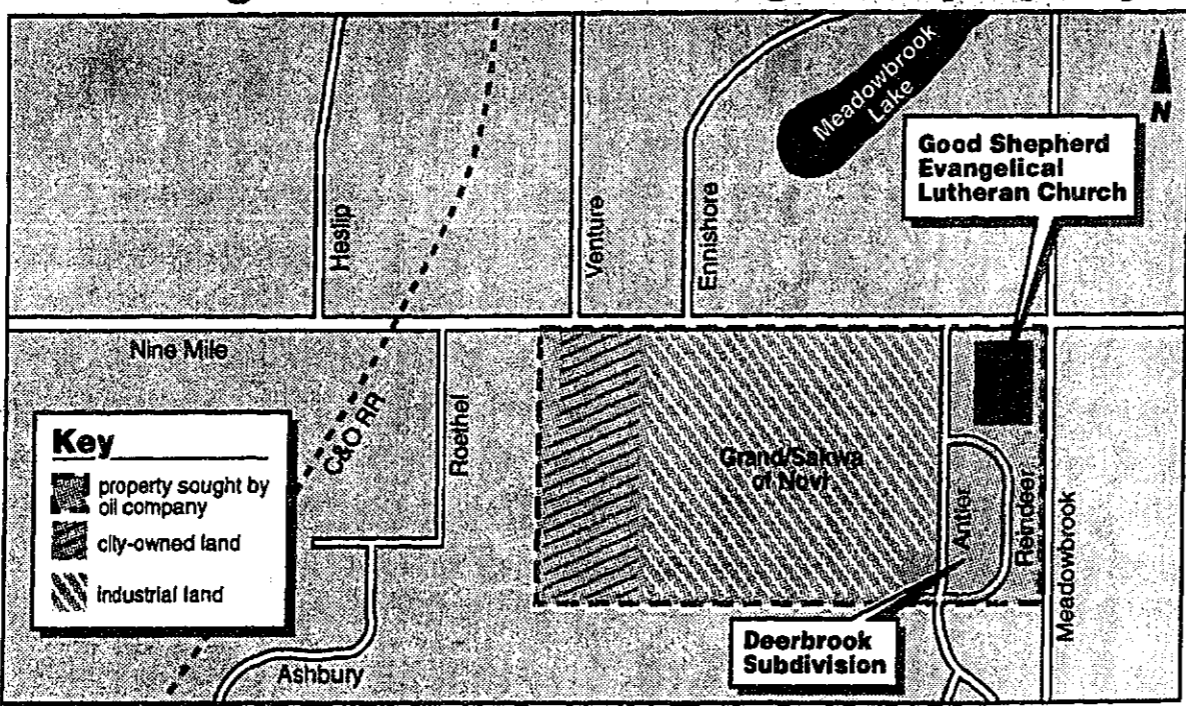 Meadowbrook
Lake
N
Good Shepherd
Evangelical
Lutheran Church
Heslip
Venture
Ennishore
Nine Mile
C&O RR
Roethel
Grand/Sakwa
of Novi
Antler
Reindeer
Meadowbrook
Key
property sought by
oil company
city-owned land
industrial land
Deerbrook
Subdivision
Ashbury